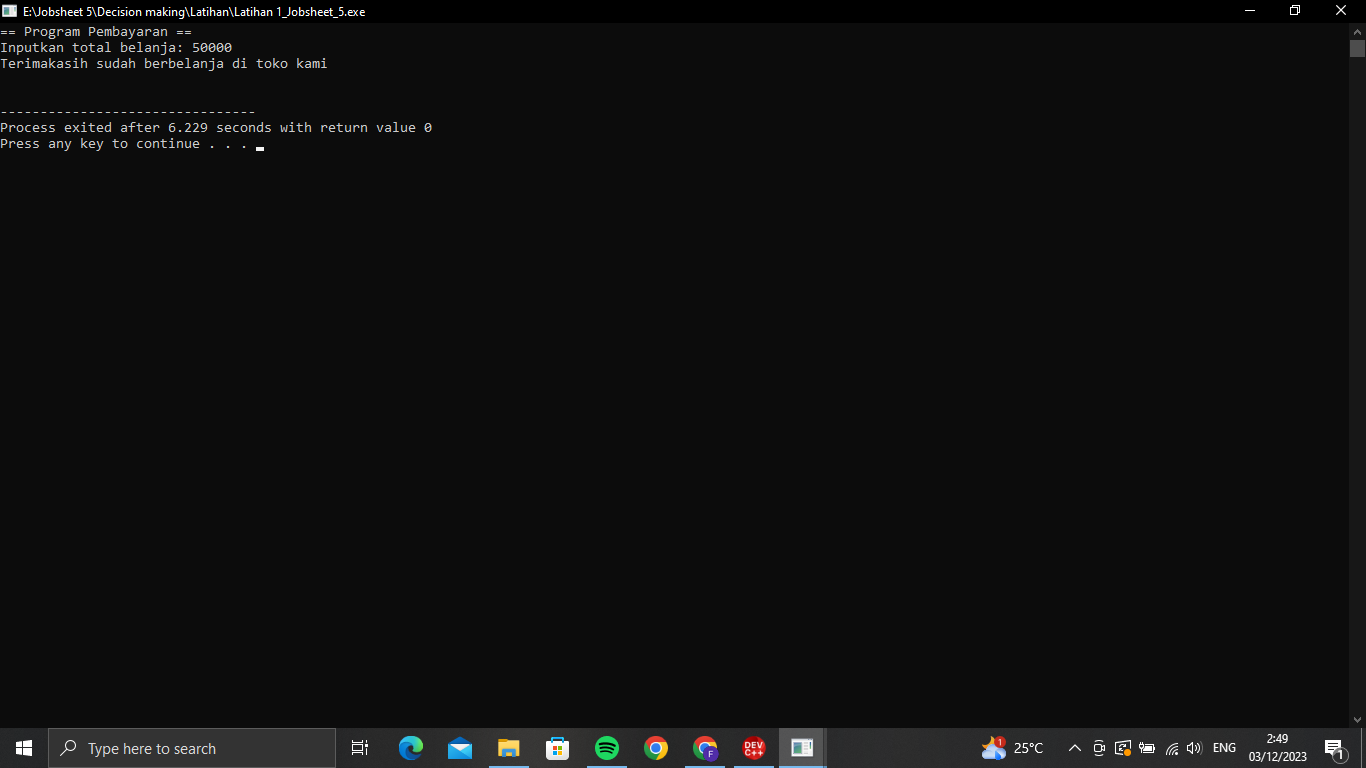 E:\Jobsheet 5\Decision making\Latihan\Latihan 1_Jobsheet_5.exe
== Program Pembayaran ==
Inputkan total belanja: 50000
Terimakasih sudah berbelanja di toko kami
--------------------------------
Process exited after 6.229 seconds with return value 0
Press any key to continue . . .
Type here to search
DEV
C++
F
1
25°C
ENG
2:49
03/12/2023
1